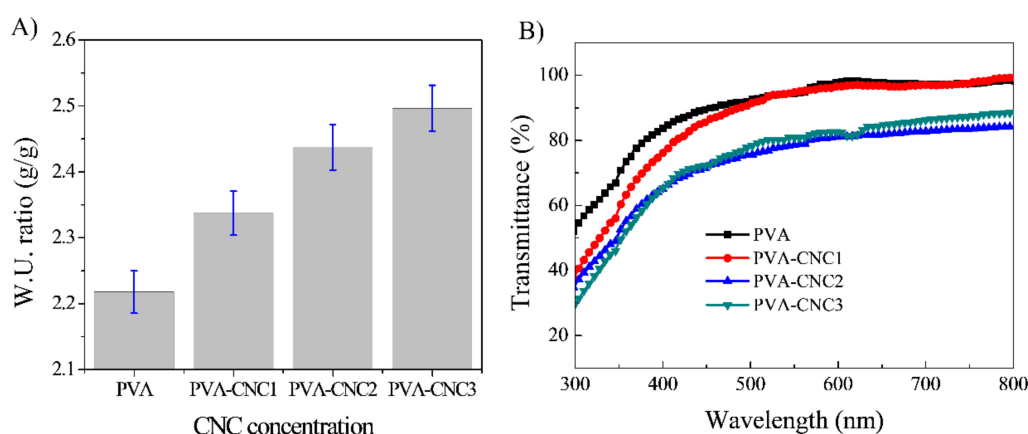 A)
W.U. ratio (g/g)
2.6
2.5
2.4
2.3
2.2
2.1
PVA
PVA-CNC1
PVA-CNC2
PVA-CNC3
CNC concentration
B)
Transmittance (%)
100
80
60
40
20
PVA
PVA-CNC1
PVA-CNC2
PVA-CNC3
300
400
500
600
700
800
Wavelength (nm)